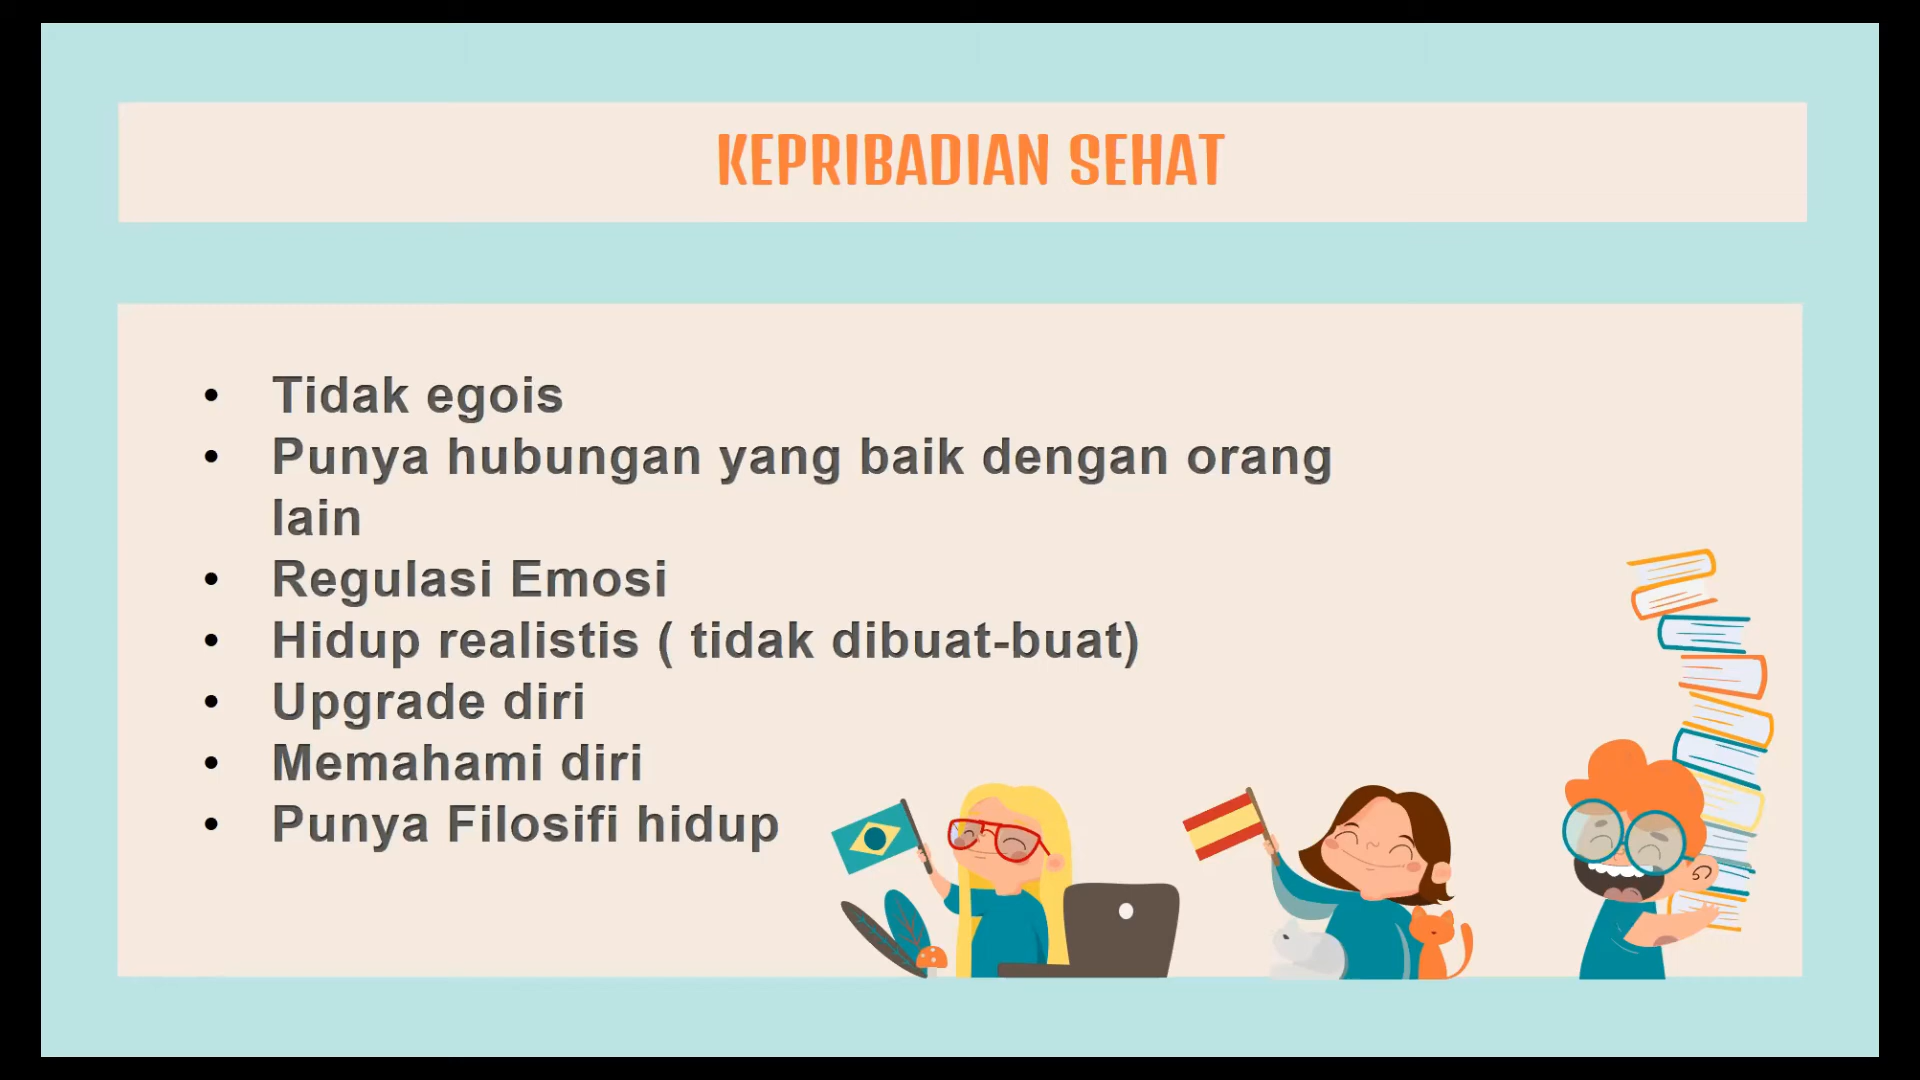 KEPRIBADIAN SEHAT
• Tidak egois
• Punya hubungan yang baik dengan orang
lain
• Regulasi Emosi
• Hidup realistis ( tidak dibuat-buat)
• Upgrade diri
• Memahami diri
• Punya Filosifi hidup